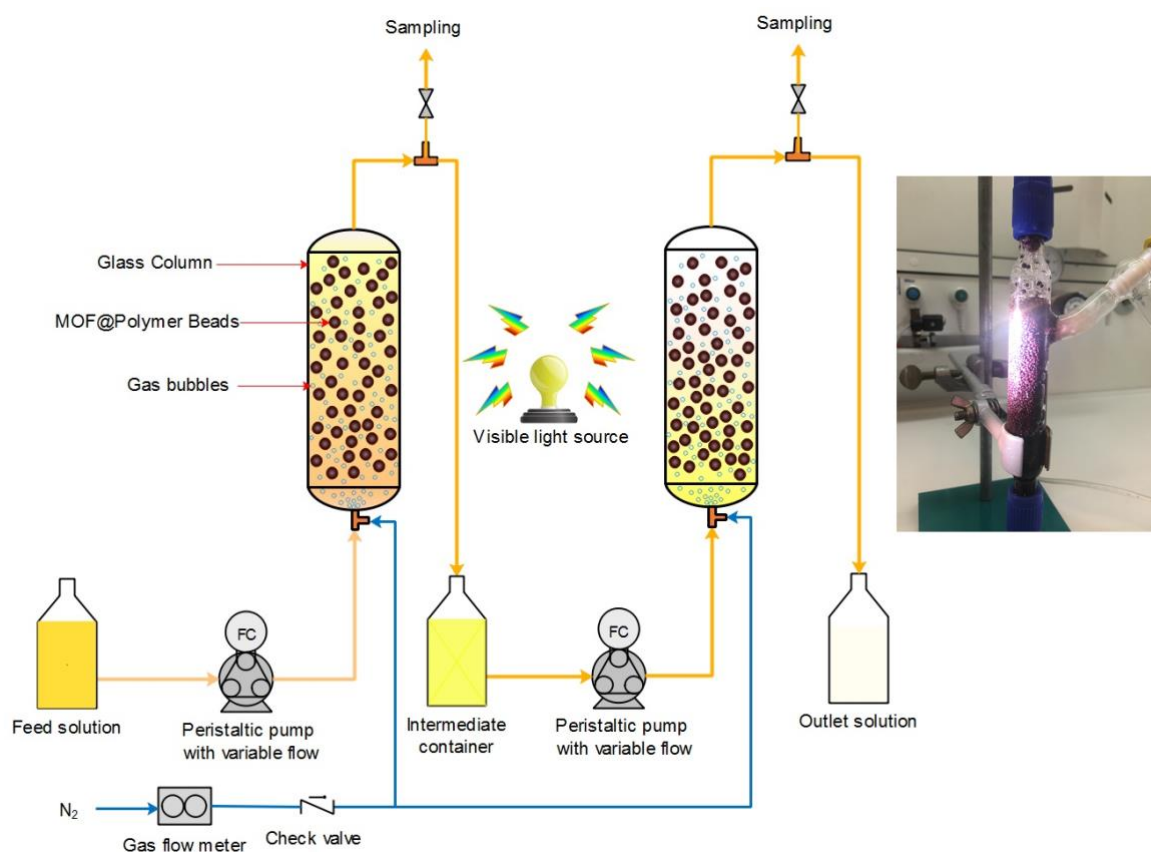 Sampling
Sampling
Glass Column
MOF@Polymer Beads
Gas bubbles
Visible light source
FC
FC
Feed solution
Peristaltic pump
with variable flow
Intermediate
container
Peristaltic pump
with variable flow
Outlet solution
N₂
Gas flow meter
Check valve